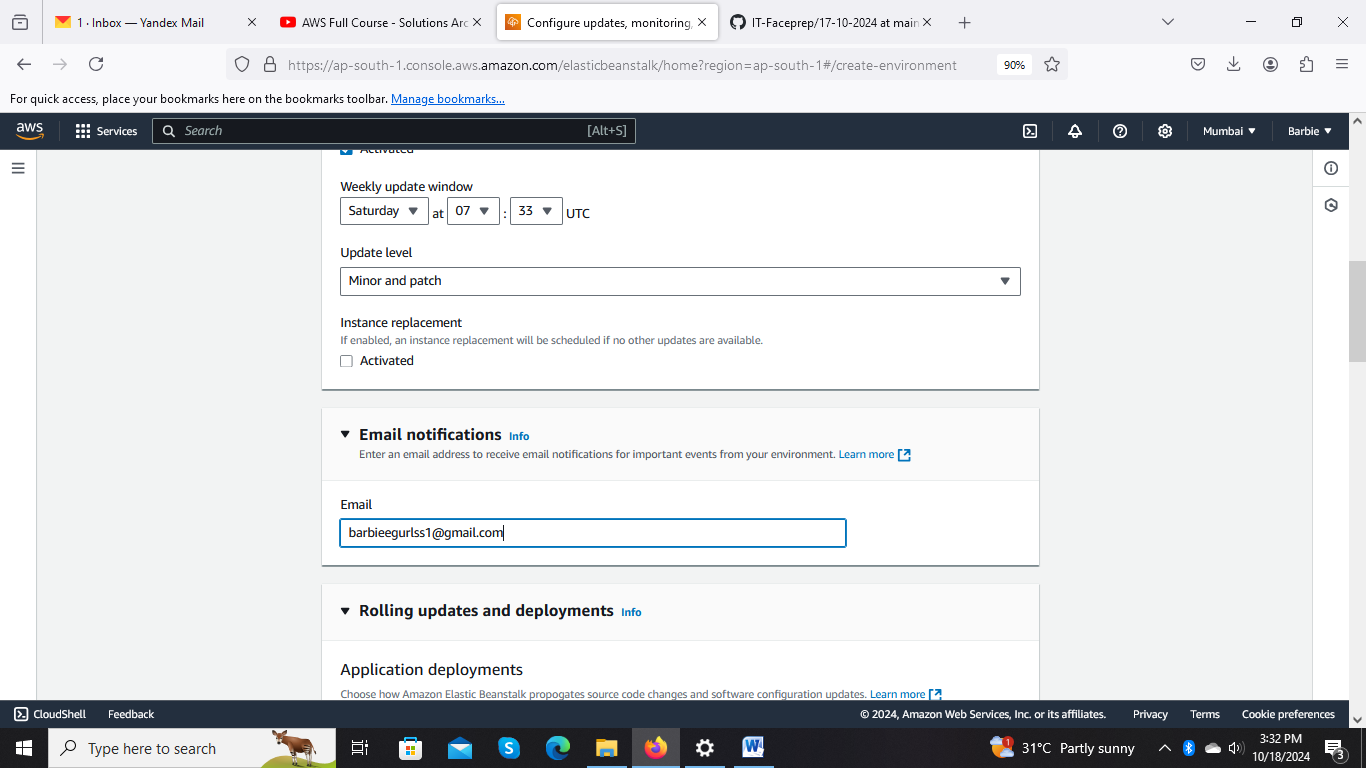 1 · Inbox — Yandex Mail
AWS Full Course - Solutions Arc
Configure updates, monitoring,
IT-Faceprep/17-10-2024 at main
https://ap-south-1.console.aws.amazon.com/elasticbeanstalk/home?region=ap-south-1#/create-environment
90%
For quick access, place your bookmarks here on the bookmarks toolbar. Manage bookmarks...
aws
Services
Search
[Alt+S]
Mumbai
Barbie
Activated
Weekly update window
Saturday at 07 : 33 UTC
Update level
Minor and patch
Instance replacement
If enabled, an instance replacement will be scheduled if no other updates are available.
Activated
Email notifications Info
Enter an email address to receive email notifications for important events from your environment. Learn more
Email
barbieegurlss1@gmail.com
Rolling updates and deployments Info
Application deployments
Choose how Amazon Elastic Beanstalk propogates source code changes and software configuration updates. Learn more
CloudShell
Feedback
© 2024, Amazon Web Services, Inc. or its affiliates.
Privacy
Terms
Cookie preferences
Type here to search
31°C Partly sunny
3:32 PM
10/18/2024
3